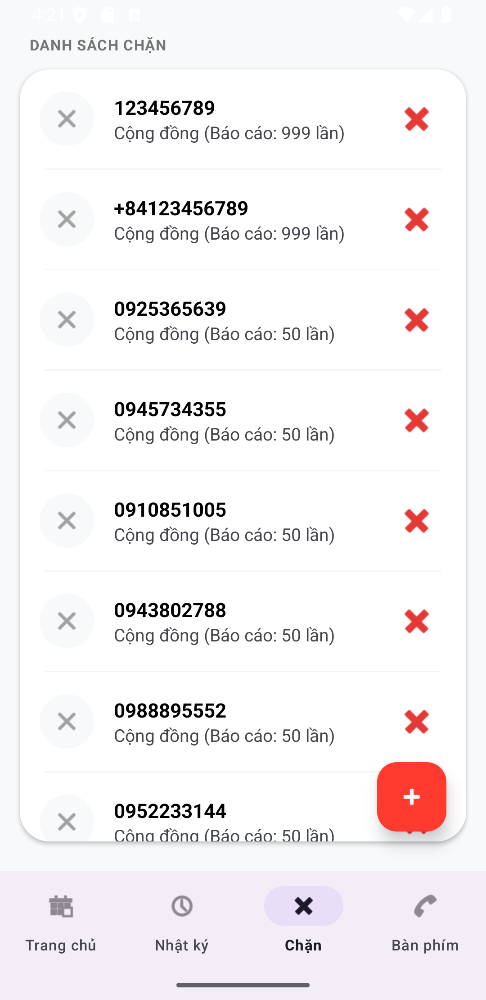 4:21
DANH SÁCH CHẶN
123456789
Cộng đồng (Báo cáo: 999 lần)
+84123456789
Cộng đồng (Báo cáo: 999 lần)
0925365639
Cộng đồng (Báo cáo: 50 lần)
0945734355
Cộng đồng (Báo cáo: 50 lần)
0910851005
Cộng đồng (Báo cáo: 50 lần)
0943802788
Cộng đồng (Báo cáo: 50 lần)
0988895552
Cộng đồng (Báo cáo: 50 lần)
0952233144
Cộng đồng (Báo cáo: 50 lần)
Trang chủ
Nhật ký
Chặn
Bàn phím